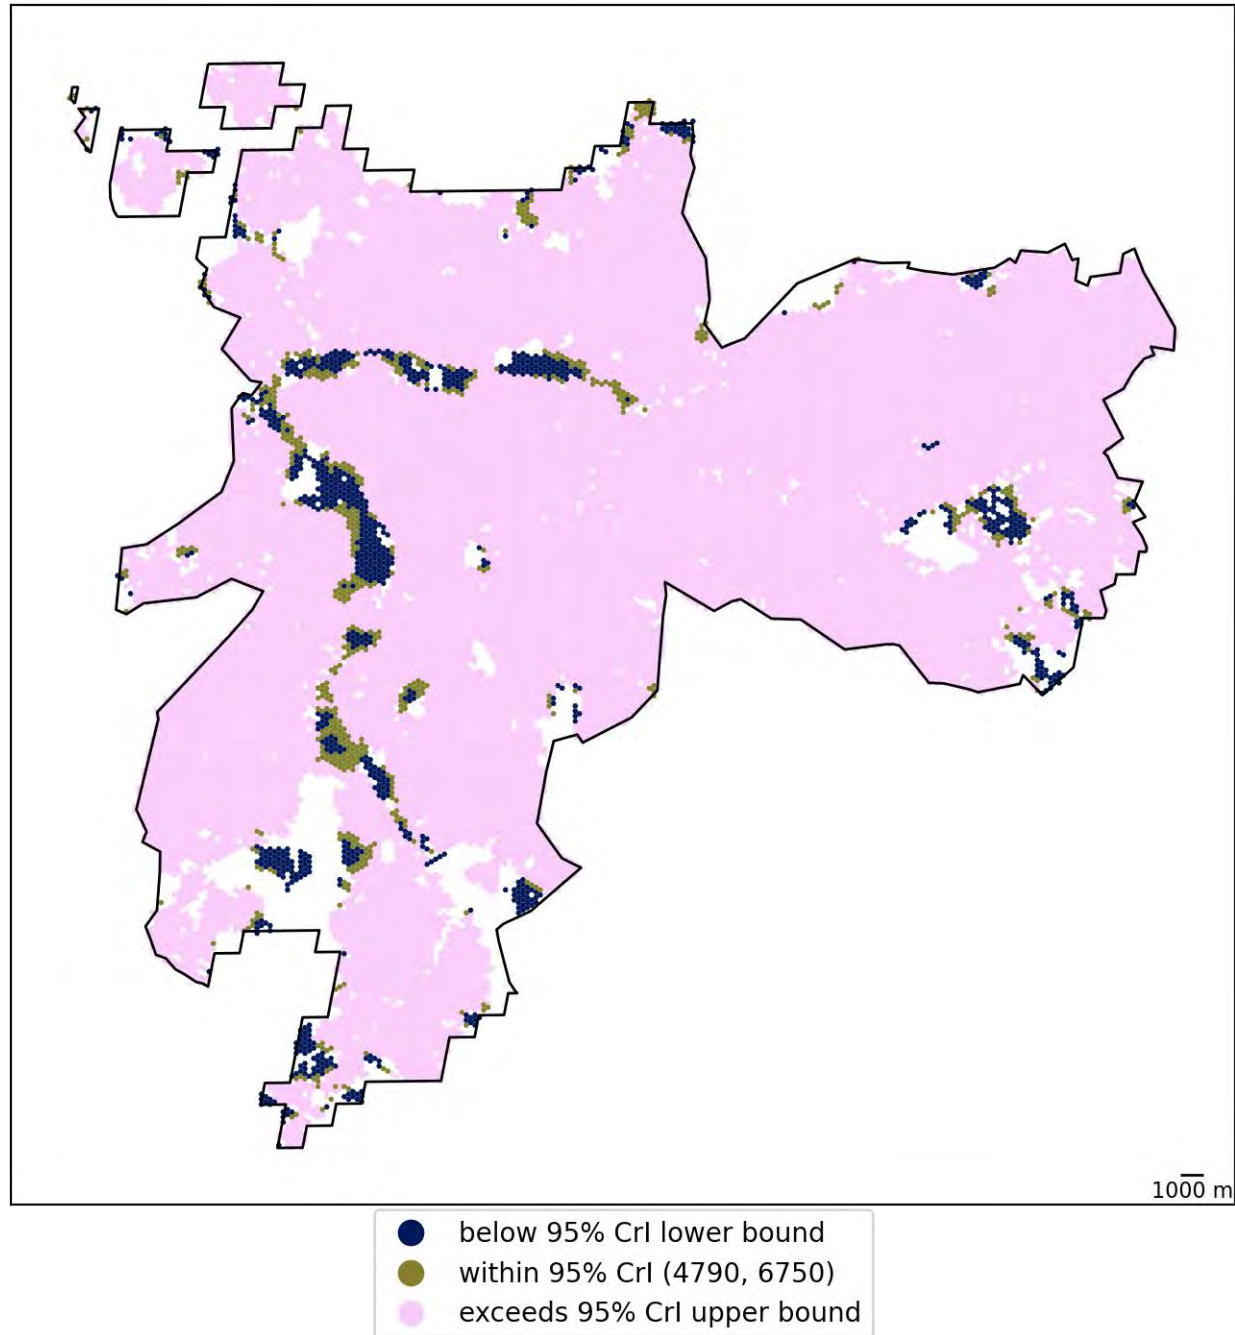 1000 m
below 95% CrI lower bound
within 95% CrI (4790, 6750)
exceeds 95% CrI upper bound